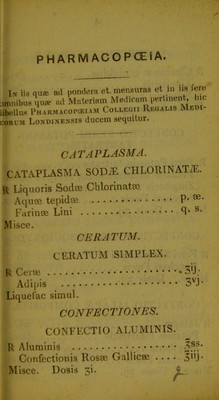 PHARMACOPŒIA.
In iis quæ ad pondera et mensuras et in iis fere
omnibus quæ ad Materiam Medicam pertinent, hic
libellus Pharmacopœiam Collegii Regalis Medi-
corum Londinensis ducem sequitur.
CATAPLASMA.
CATAPLASMA SODÆ CHLORINATÆ.
R Liquoris Sodæ Chlorinatæ
Aquæ tepidæ ................ p. æ.
Farinæ Lini ................ q. s.
Misce.
CERATUM.
CERATUM SIMPLEX.
R Ceræ ................ ℥ij.
Adipis ................ ℥vj.
Liquefac simul.
CONFECTIONES.
CONFECTIO ALUMINIS.
R Aluminis ................ ℥ss.
Confectionis Rosæ Gallicæ .... ℥iij.
Misce. Dosis ʒi.